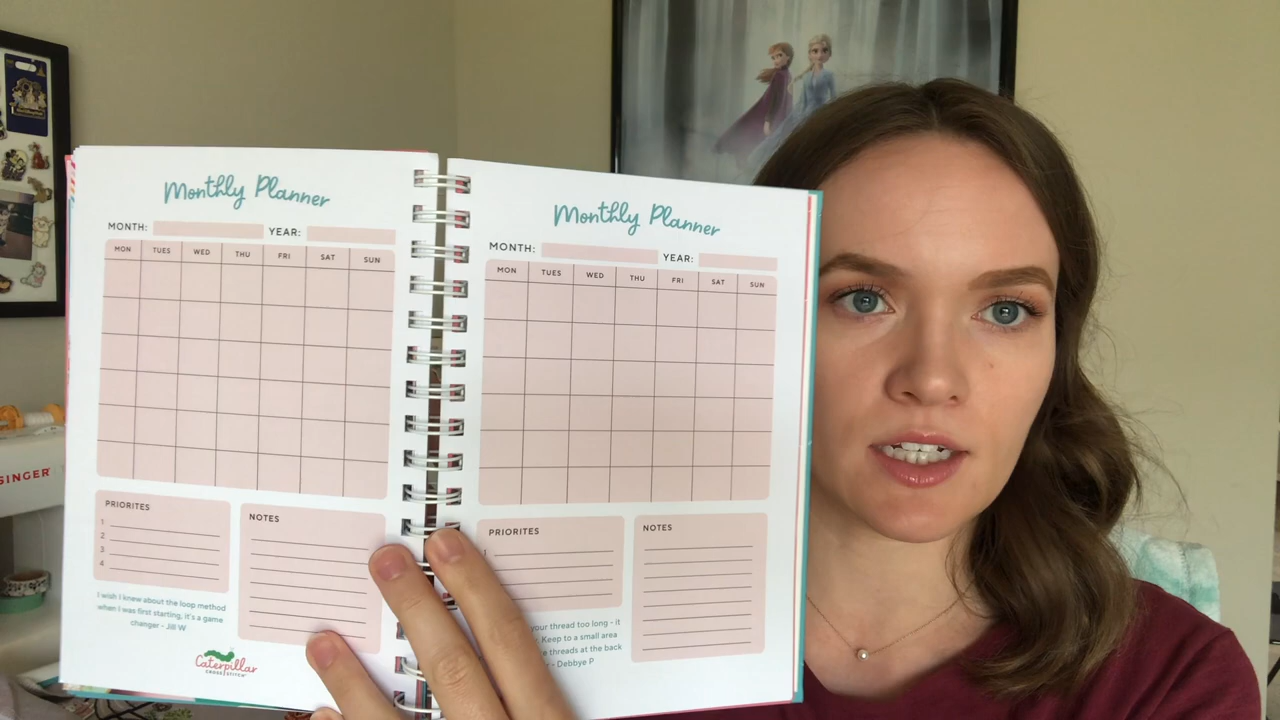 Monthly Planner
MONTH: YEAR:
MON TUES WED THU FRI SAT SUN
PRIORITES
1
2
3
4
NOTES
I wish I knew about the loop method
when I was first starting, it's a game
changer - Jill W
Caterpillar
CROSS STITCH
Monthly Planner
MONTH: YEAR:
MON TUES WED THU FRI SAT SUN
PRIORITES
1
NOTES
your thread too long - it
Keep to a small area
threads at the back
- Debbye P
SINGER